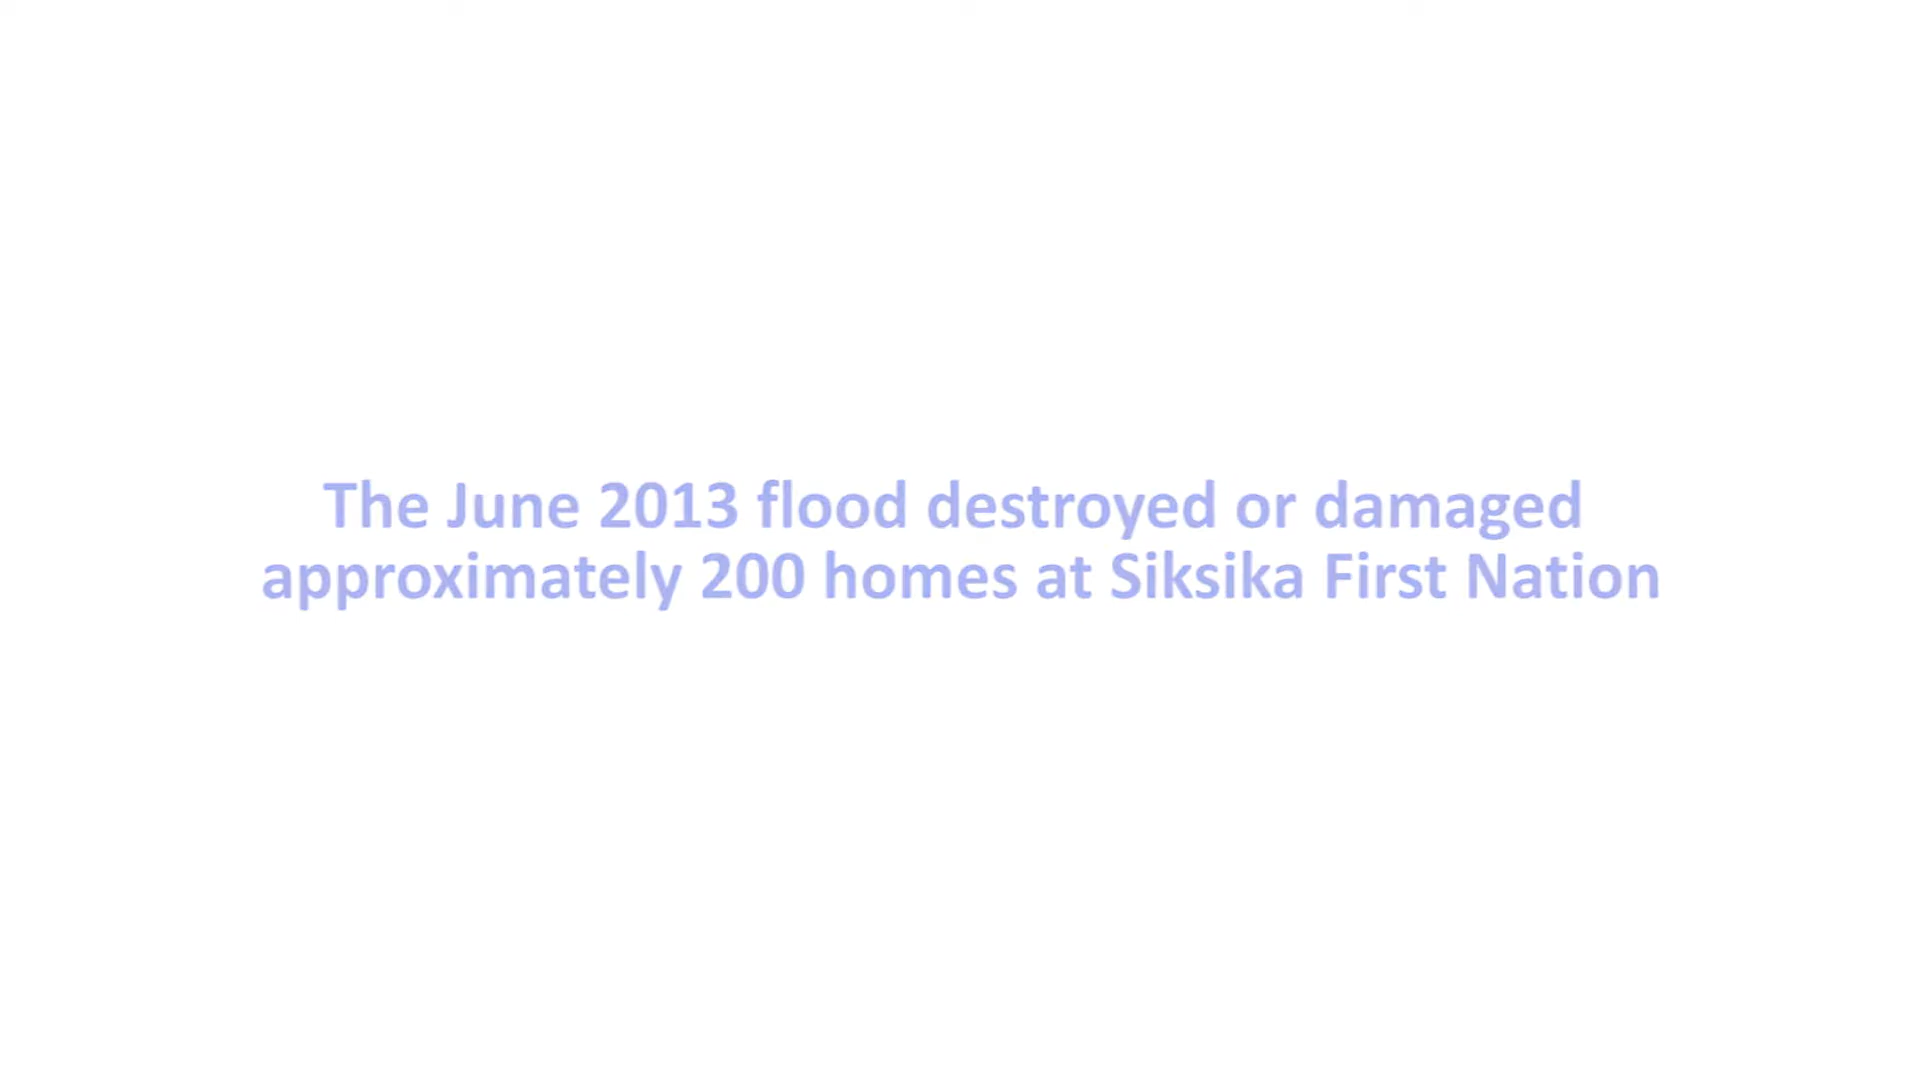 The June 2013 flood destroyed or damaged
approximately 200 homes at Siksika First Nation